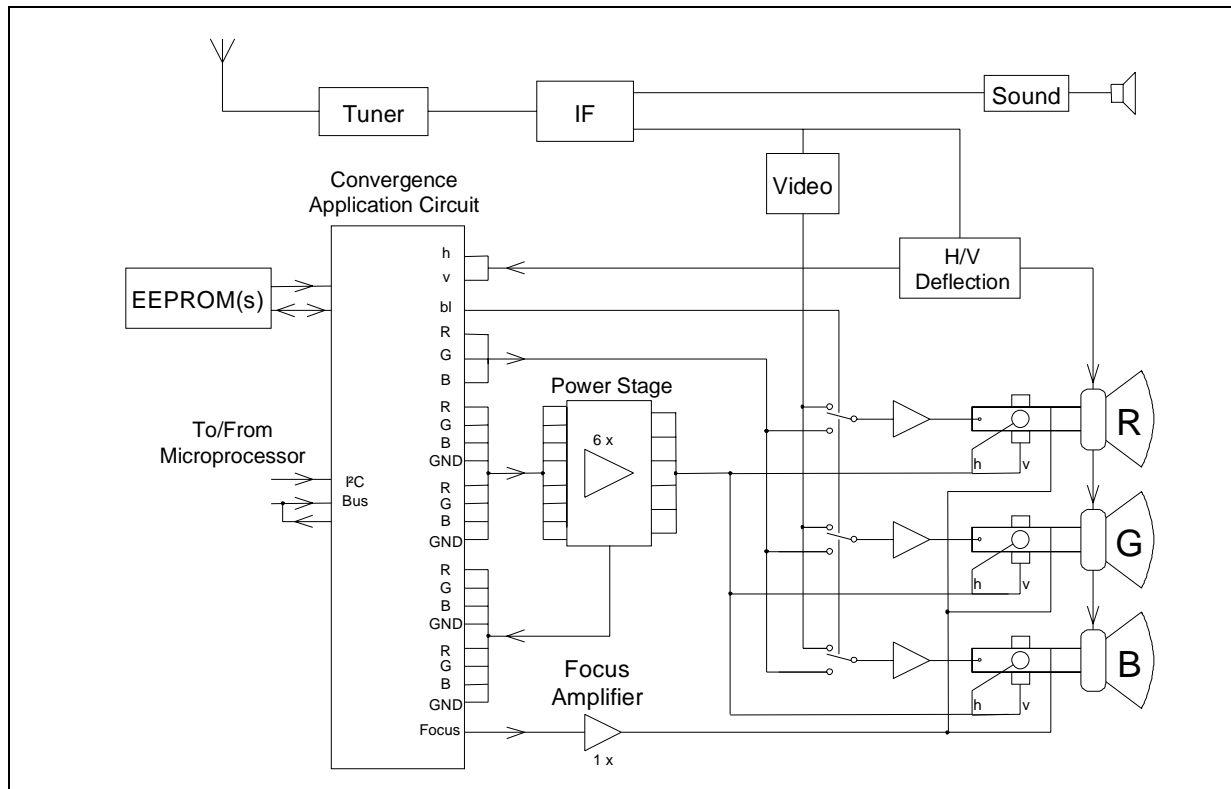 Tuner
IF
Sound
Video
H/V
Deflection
Convergence
Application Circuit
EEPROM(s)
To/From
Microprocessor
I²C
Bus
h
v
bl
R
G
B
R
G
B
GND
R
G
B
GND
R
G
B
GND
R
G
B
GND
Focus
Power Stage
6 x
Focus
Amplifier
1 x
h
v
R
h
v
G
h
v
B